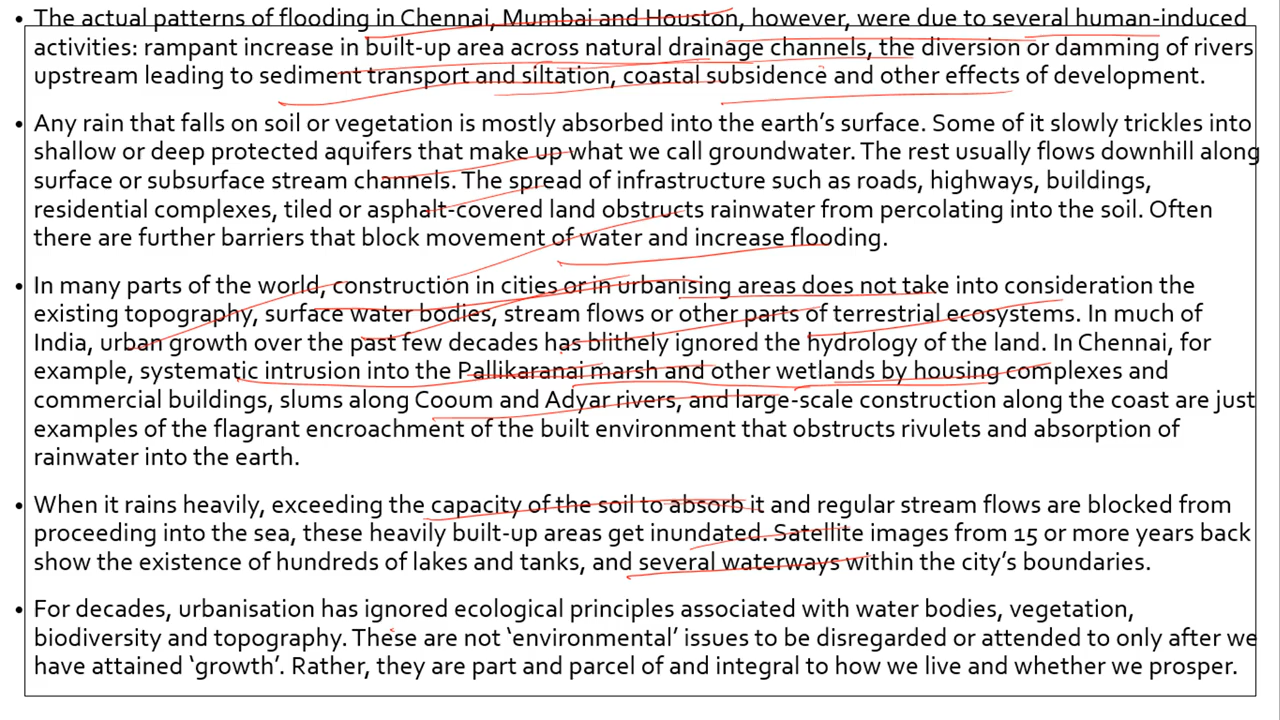 • The actual patterns of flooding in Chennai, Mumbai and Houston, however, were due to several human-induced
activities: rampant increase in built-up area across natural drainage channels, the diversion or damming of rivers
upstream leading to sediment transport and siltation, coastal subsidence and other effects of development.
• Any rain that falls on soil or vegetation is mostly absorbed into the earth’s surface. Some of it slowly trickles into
shallow or deep protected aquifers that make up what we call groundwater. The rest usually flows downhill along
surface or subsurface stream channels. The spread of infrastructure such as roads, highways, buildings,
residential complexes, tiled or asphalt-covered land obstructs rainwater from percolating into the soil. Often
there are further barriers that block movement of water and increase flooding.
• In many parts of the world, construction in cities or in urbanising areas does not take into consideration the
existing topography, surface water bodies, stream flows or other parts of terrestrial ecosystems. In much of
India, urban growth over the past few decades has blithely ignored the hydrology of the land. In Chennai, for
example, systematic intrusion into the Pallikaranai marsh and other wetlands by housing complexes and
commercial buildings, slums along Cooum and Adyar rivers, and large-scale construction along the coast are just
examples of the flagrant encroachment of the built environment that obstructs rivulets and absorption of
rainwater into the earth.
• When it rains heavily, exceeding the capacity of the soil to absorb it and regular stream flows are blocked from
proceeding into the sea, these heavily built-up areas get inundated. Satellite images from 15 or more years back
show the existence of hundreds of lakes and tanks, and several waterways within the city’s boundaries.
• For decades, urbanisation has ignored ecological principles associated with water bodies, vegetation,
biodiversity and topography. These are not ‘environmental’ issues to be disregarded or attended to only after we
have attained ‘growth’. Rather, they are part and parcel of and integral to how we live and whether we prosper.